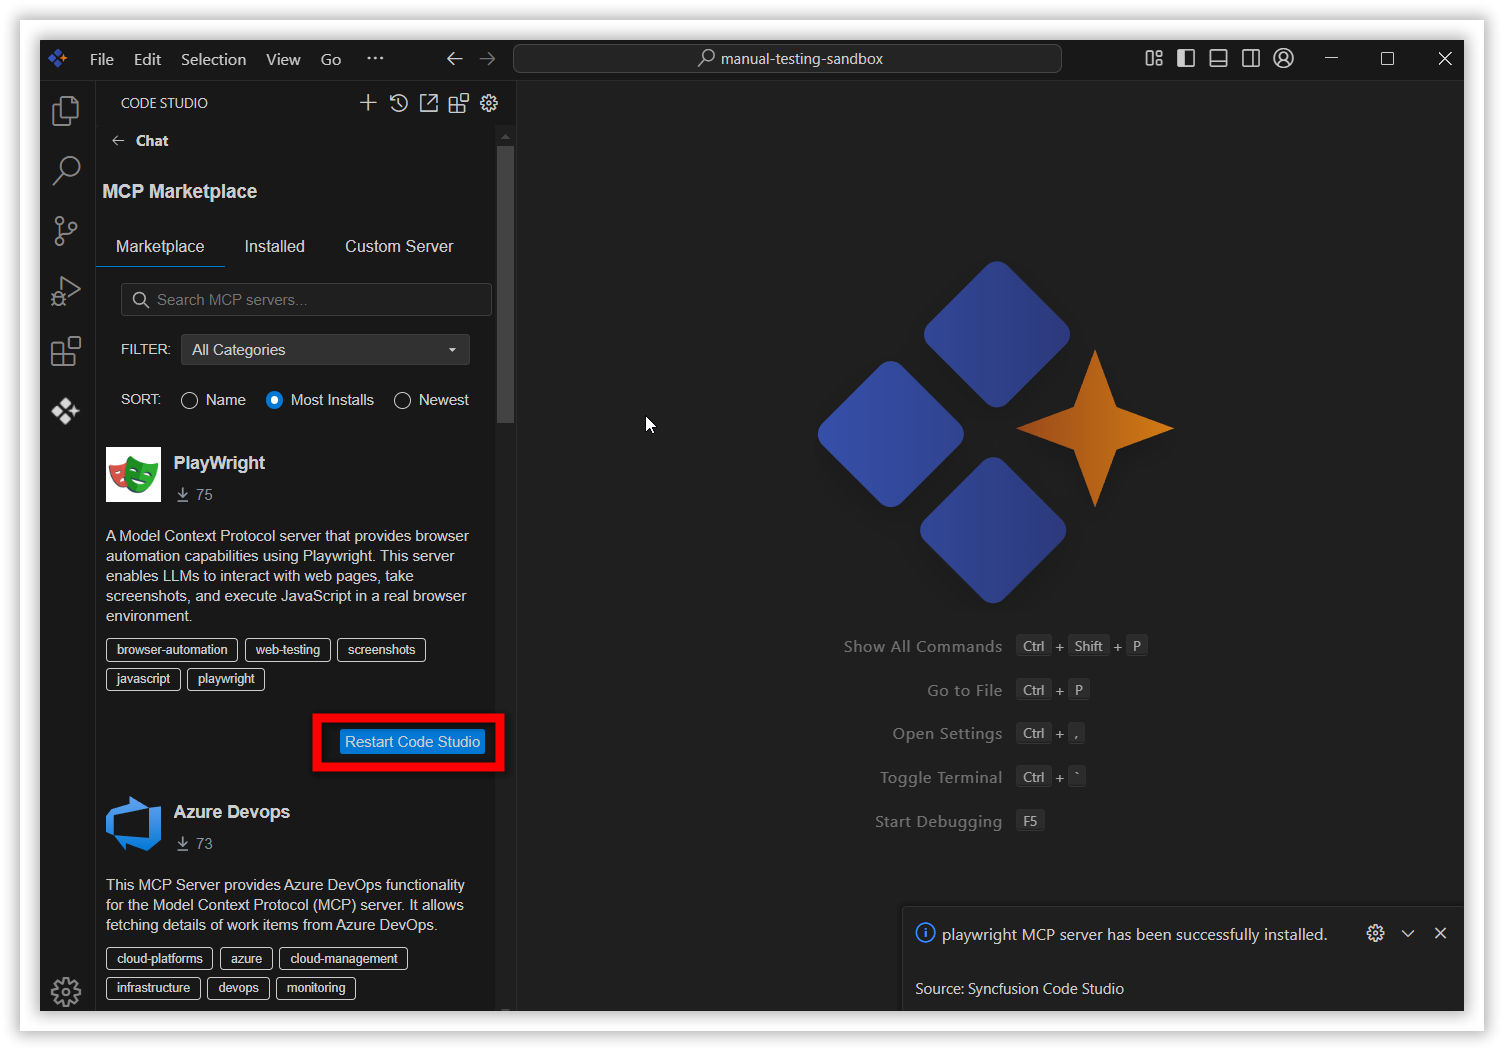 File Edit Selection View Go ···
manual-testing-sandbox
CODE STUDIO
Chat
MCP Marketplace
Marketplace Installed Custom Server
Search MCP servers...
FILTER: All Categories
SORT: Name Most Installs Newest
PlayWright
75
A Model Context Protocol server that provides browser
automation capabilities using Playwright. This server
enables LLMs to interact with web pages, take
screenshots, and execute JavaScript in a real browser
environment.
browser-automation web-testing screenshots
javascript playwright
Restart Code Studio
Azure Devops
73
This MCP Server provides Azure DevOps functionality
for the Model Context Protocol (MCP) server. It allows
fetching details of work items from Azure DevOps.
cloud-platforms azure cloud-management
infrastructure devops monitoring
Show All Commands Ctrl + Shift + P
Go to File Ctrl + P
Open Settings Ctrl + ,
Toggle Terminal Ctrl + `
Start Debugging F5
playwright MCP server has been successfully installed.
Source: Syncfusion Code Studio